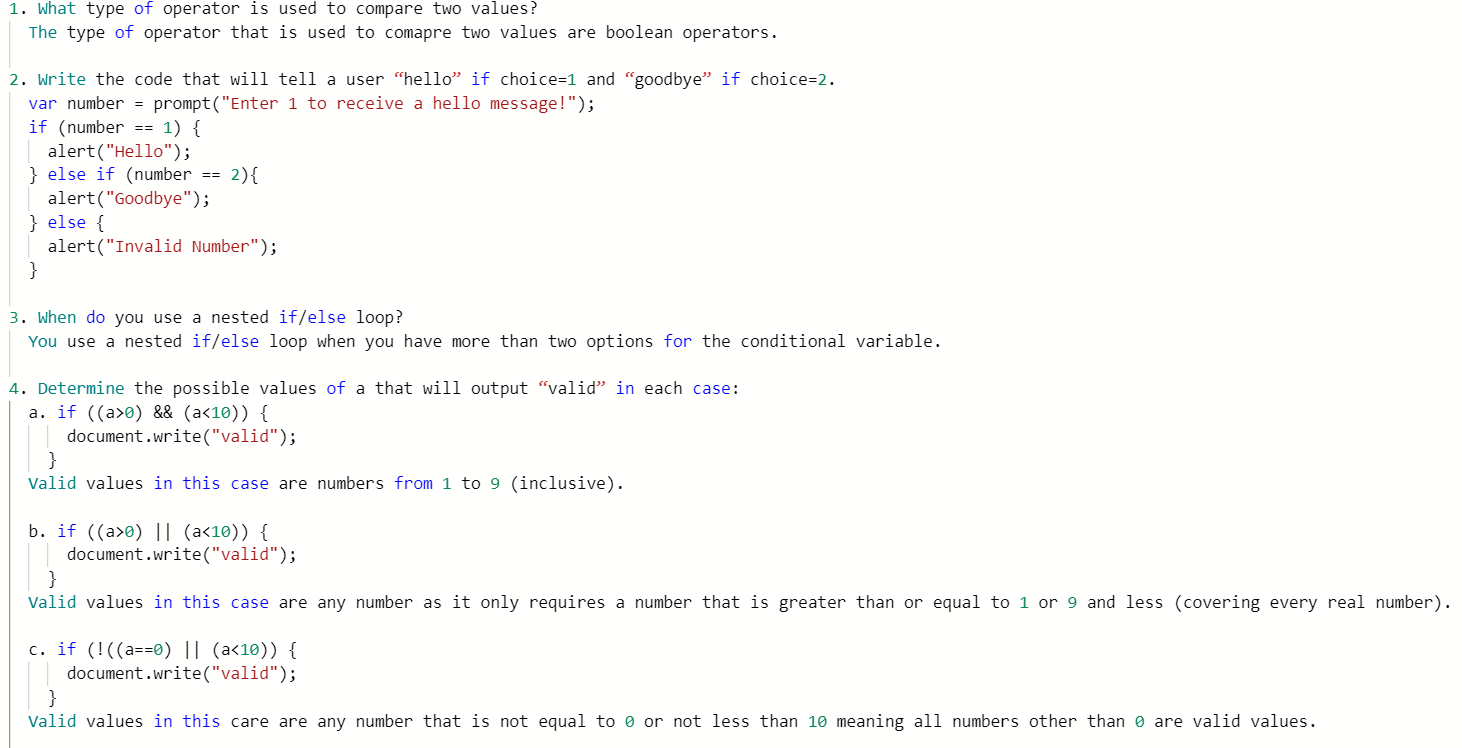 1. What type of operator is used to compare two values?
The type of operator that is used to comapre two values are boolean operators.
2. Write the code that will tell a user “hello” if choice=1 and “goodbye” if choice=2.
var number = prompt("Enter 1 to receive a hello message!");
if (number == 1) {
alert("Hello");
} else if (number == 2){
alert("Goodbye");
} else {
alert("Invalid Number");
}
3. When do you use a nested if/else loop?
You use a nested if/else loop when you have more than two options for the conditional variable.
4. Determine the possible values of a that will output “valid” in each case:
a. if ((a>0) && (a<10)) {
document.write("valid");
}
Valid values in this case are numbers from 1 to 9 (inclusive).
b. if ((a>0) || (a<10)) {
document.write("valid");
}
Valid values in this case are any number as it only requires a number that is greater than or equal to 1 or 9 and less (covering every real number).
c. if (!((a==0) || (a<10)) {
document.write("valid");
}
Valid values in this care are any number that is not equal to 0 or not less than 10 meaning all numbers other than 0 are valid values.